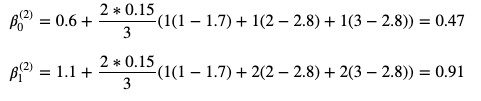 β₀⁽²⁾ = 0.6 + (2 * 0.15)/3 (1(1 − 1.7) + 1(2 − 2.8) + 1(3 − 2.8)) = 0.47
β₁⁽²⁾ = 1.1 + (2 * 0.15)/3 (1(1 − 1.7) + 2(2 − 2.8) + 2(3 − 2.8)) = 0.91